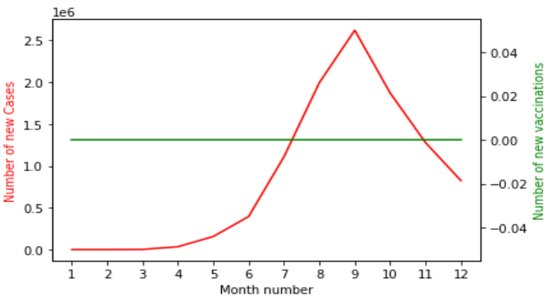 1e6
2.5
2.0
1.5
1.0
0.5
0.0
Number of new Cases
0.04
0.02
0.00
−0.02
−0.04
Number of new vaccinations
1 2 3 4 5 6 7 8 9 10 11 12
Month number